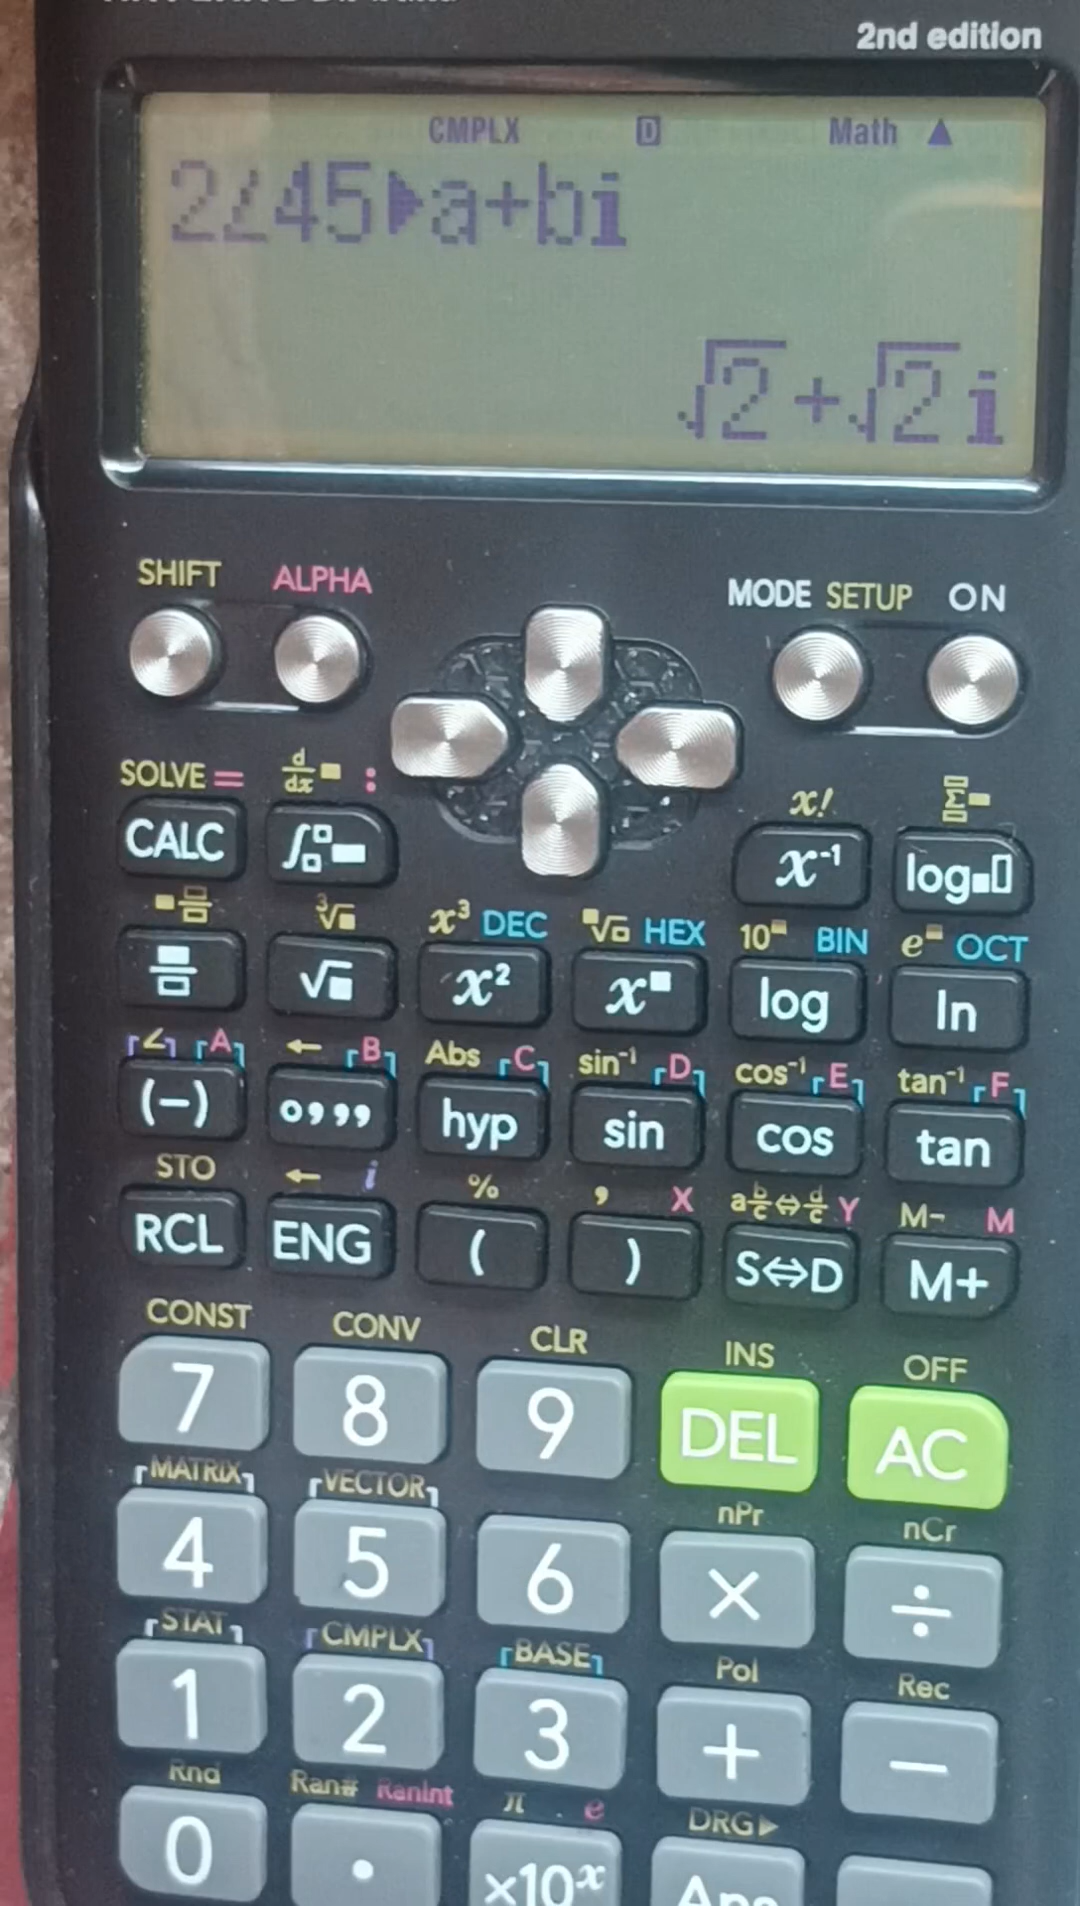 2nd edition
CMPLX D Math ▲
2∠45▶a+bi
√2+√2i
SHIFT ALPHA MODE SETUP ON
SOLVE = d/dx :
x!
CALC x⁻¹ log
x³ DEC HEX 10 BIN e OCT
√ x² x log ln
∠ A ← B Abs C sin⁻¹ D cos⁻¹ E tan⁻¹ F
(−) °,,, hyp sin cos tan
STO ← i % , X a b/c⇔d/c Y M− M
RCL ENG ( ) S⇔D M+
CONST CONV CLR INS OFF
7 8 9 DEL AC
MATRIX VECTOR nPr nCr
4 5 6 × ÷
STAT CMPLX BASE Pol Rec
1 2 3 + −
Rnd Ran# RanInt π e DRG▶
0 . ×10ˣ Ans